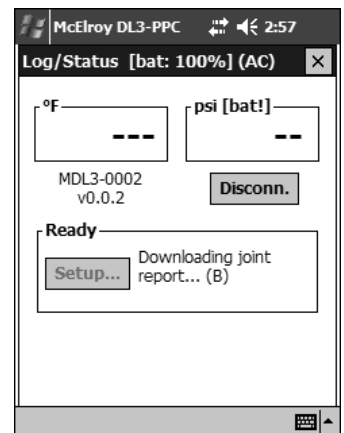 McElroy DL3-PPC 2:57
Log/Status [bat: 100%] (AC)
°F
psi [bat!]
--- --
MDL3-0002
v0.0.2
Disconn.
Ready
Setup...
Downloading joint
report... (B)